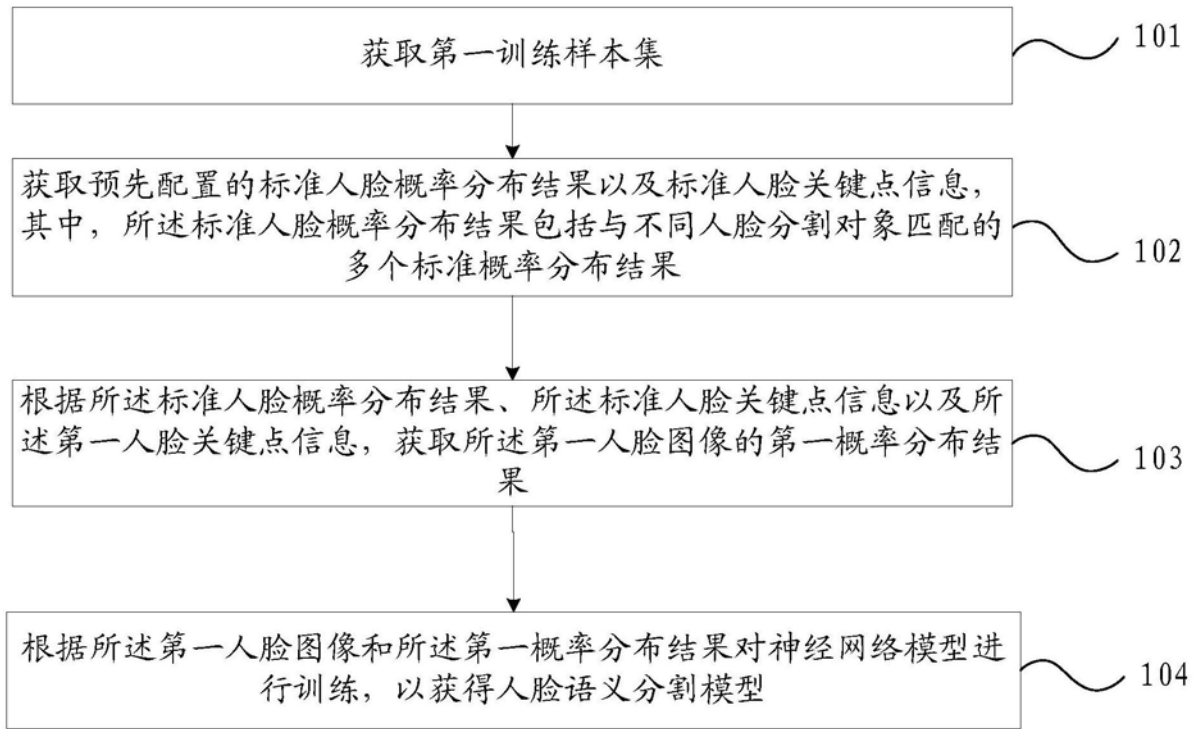 获取第一训练样本集
101
获取预先配置的标准人脸概率分布结果以及标准人脸关键点信息，
其中，所述标准人脸概率分布结果包括与不同人脸分割对象匹配的
多个标准概率分布结果
102
根据所述标准人脸概率分布结果、所述标准人脸关键点信息以及所
述第一人脸关键点信息，获取所述第一人脸图像的第一概率分布结
果
103
根据所述第一人脸图像和所述第一概率分布结果对神经网络模型进
行训练，以获得人脸语义分割模型
104